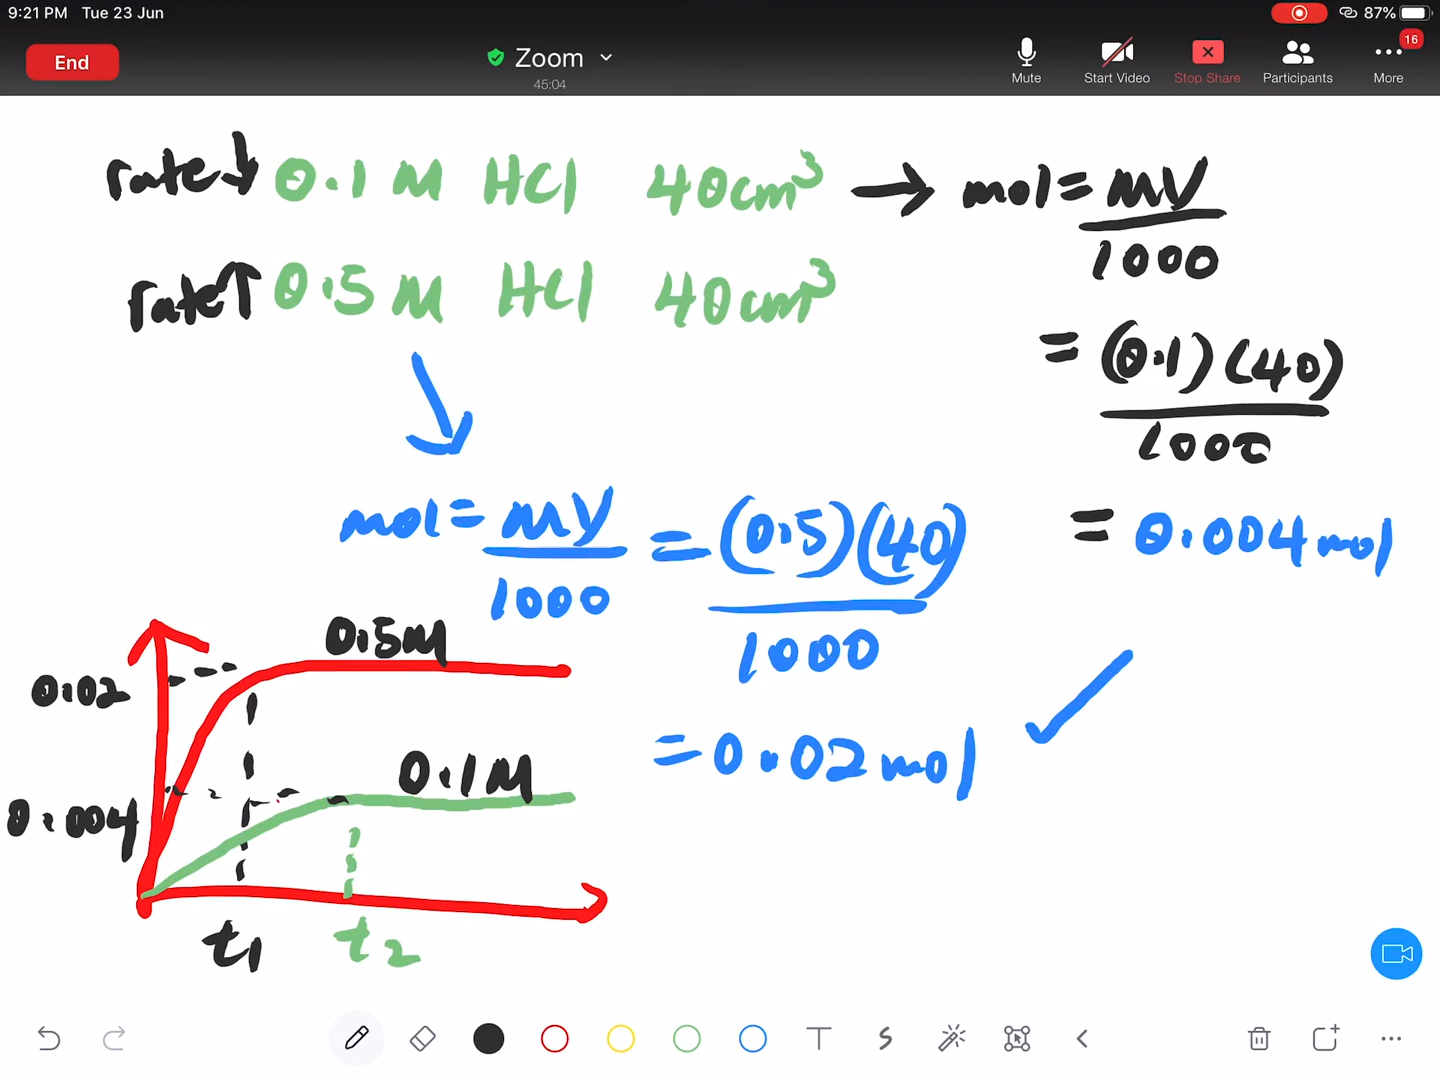 9:21 PM Tue 23 Jun
87%
End
Zoom
45:04
Mute
Start Video
Stop Share
Participants
16
More
rate↓ 0.1 M HCl 40cm³ → mol = MV
1000
rate↑ 0.5 M HCl 40cm³
= (0.1)(40)
1000
= 0.004 mol
mol = MV = (0.5)(40)
1000 1000
= 0.02 mol ✓
0.5M
0.02
0.1M
0.004
t₁ t₂
T